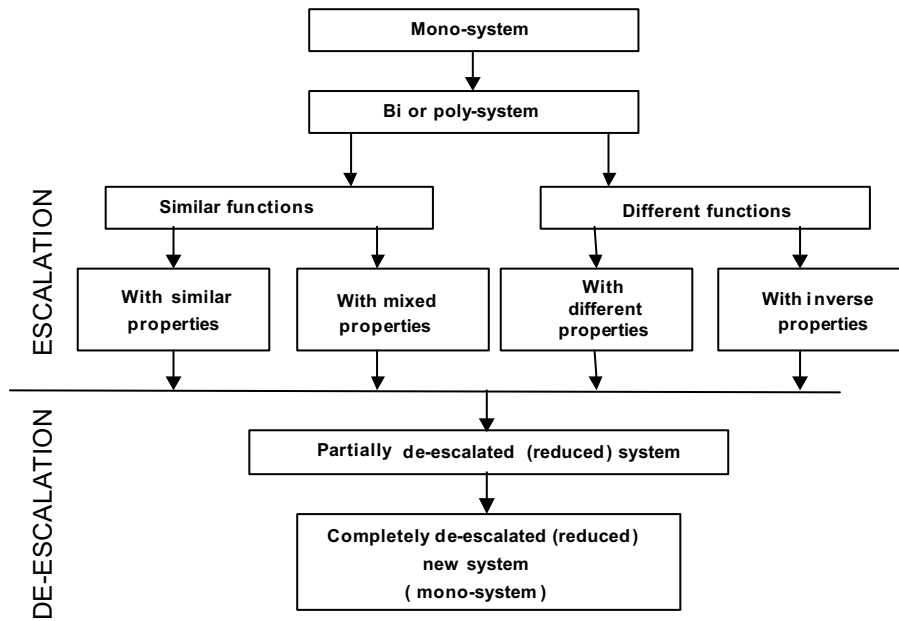 Mono-system
Bi or poly-system
ESCALATION
Similar functions
Different functions
With similar
properties
With mixed
properties
With
different
properties
With inverse
properties
DE-ESCALATION
Partially de-escalated (reduced) system
Completely de-escalated (reduced)
new system
( mono-system)